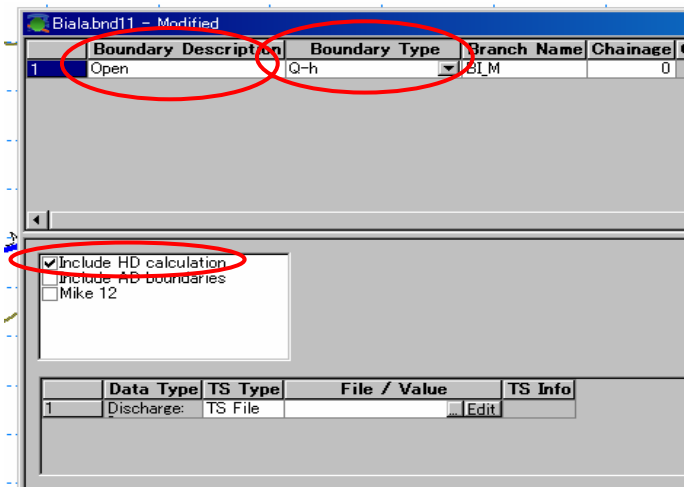 Biala.bnd11 - Modified
Boundary Description Boundary Type Branch Name Chainage
1 Open Q-h BI_M 0
Include HD calculation
Include AD boundaries
Mike 12
Data Type TS Type File / Value TS Info
1 Discharge: TS File ... Edit